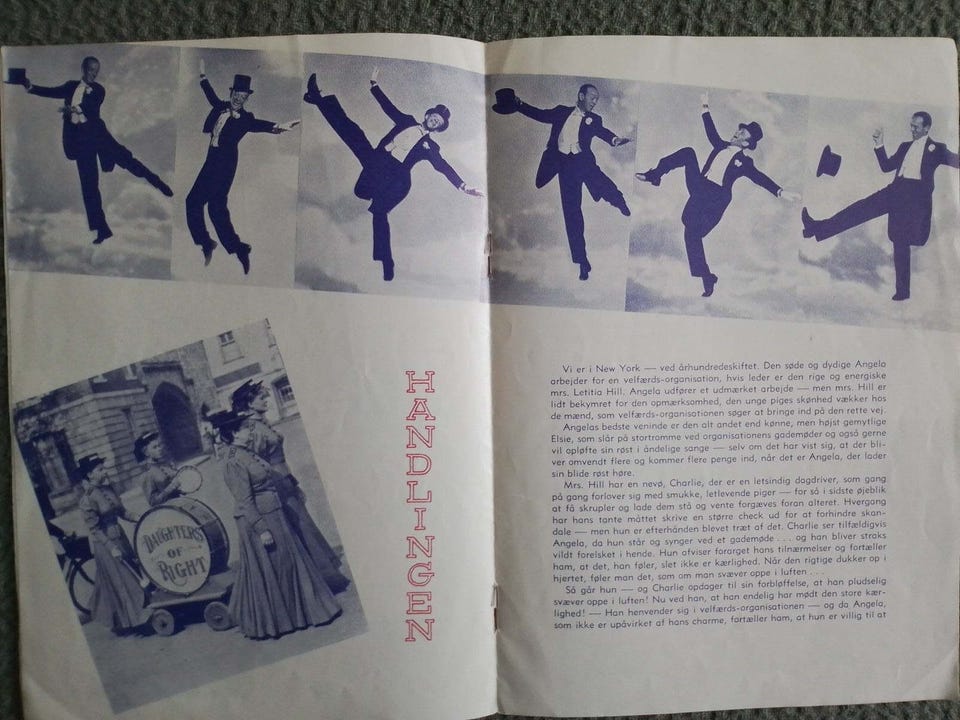 DAUGHTERS
OF
RIGHT
HANDLINGEN
Vi er i New York — ved århundredeskiftet. Den søde og dydige Angela
arbejder for en velfærds-organisation, hvis leder er den rige og energiske
mrs. Letitia Hill. Angela udfører et udmærket arbejde — men mrs. Hill er
lidt bekymret for den opmærksomhed, den unge piges skønhed vækker hos
de mænd, som velfærds-organisationen søger at bringe ind på den rette vej.
Angelas bedste veninde er den alt andet end kønne, men højst gemytlige
Elsie, som slår på stortromme ved organisationens gademøder og også gerne
vil opløfte sin røst i åndelige sange — selv om det har vist sig, at der bli-
ver omvendt flere og kommer flere penge ind, når det er Angela, der lader
sin blide røst høre.
Mrs. Hill har en nevø, Charlie, der er en letsindig dagdriver, som gang
på gang forlover sig med smukke, letlevende piger — for så i sidste øjeblik
at få skrupler og lade dem stå og vente forgæves foran alteret. Hvergang
har hans tante måttet skrive en større check ud for at forhindre skan-
dale — men nu er hun efterhånden blevet træt af det. Charlie ser tilfældigvis
Angela, da hun står og synger ved et gademøde . . . og han bliver straks
vildt forelsket i hende. Hun afviser forarget hans tilnærmelser og fortæller
ham, at det, han føler, slet ikke er kærlighed. Når den rigtige dukker op i
hjertet, føler man det, som om man svæver oppe i luften . . .
Så går hun — og Charlie opdager til sin forbløffelse, at han pludselig
svæver oppe i luften! Nu ved han, at han endelig har mødt den store kær-
lighed! — Han henvender sig i velfærds-organisationen — og da Angela,
som ikke er upåvirket af hans charme, fortæller ham, at hun er villig til at